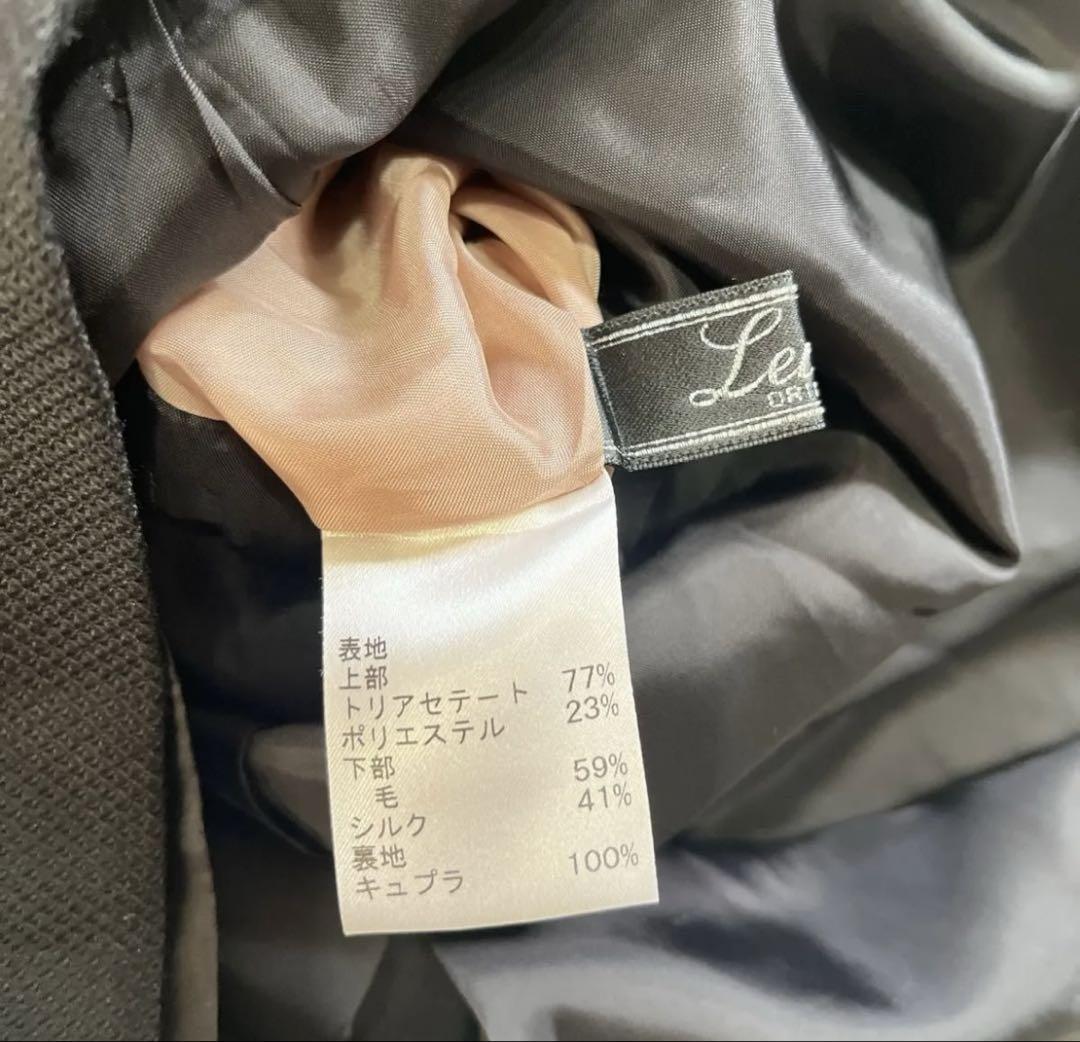 表地
上部
トリアセテート 77%
ポリエステル 23%
下部
毛 59%
シルク 41%
裏地
キュプラ 100%